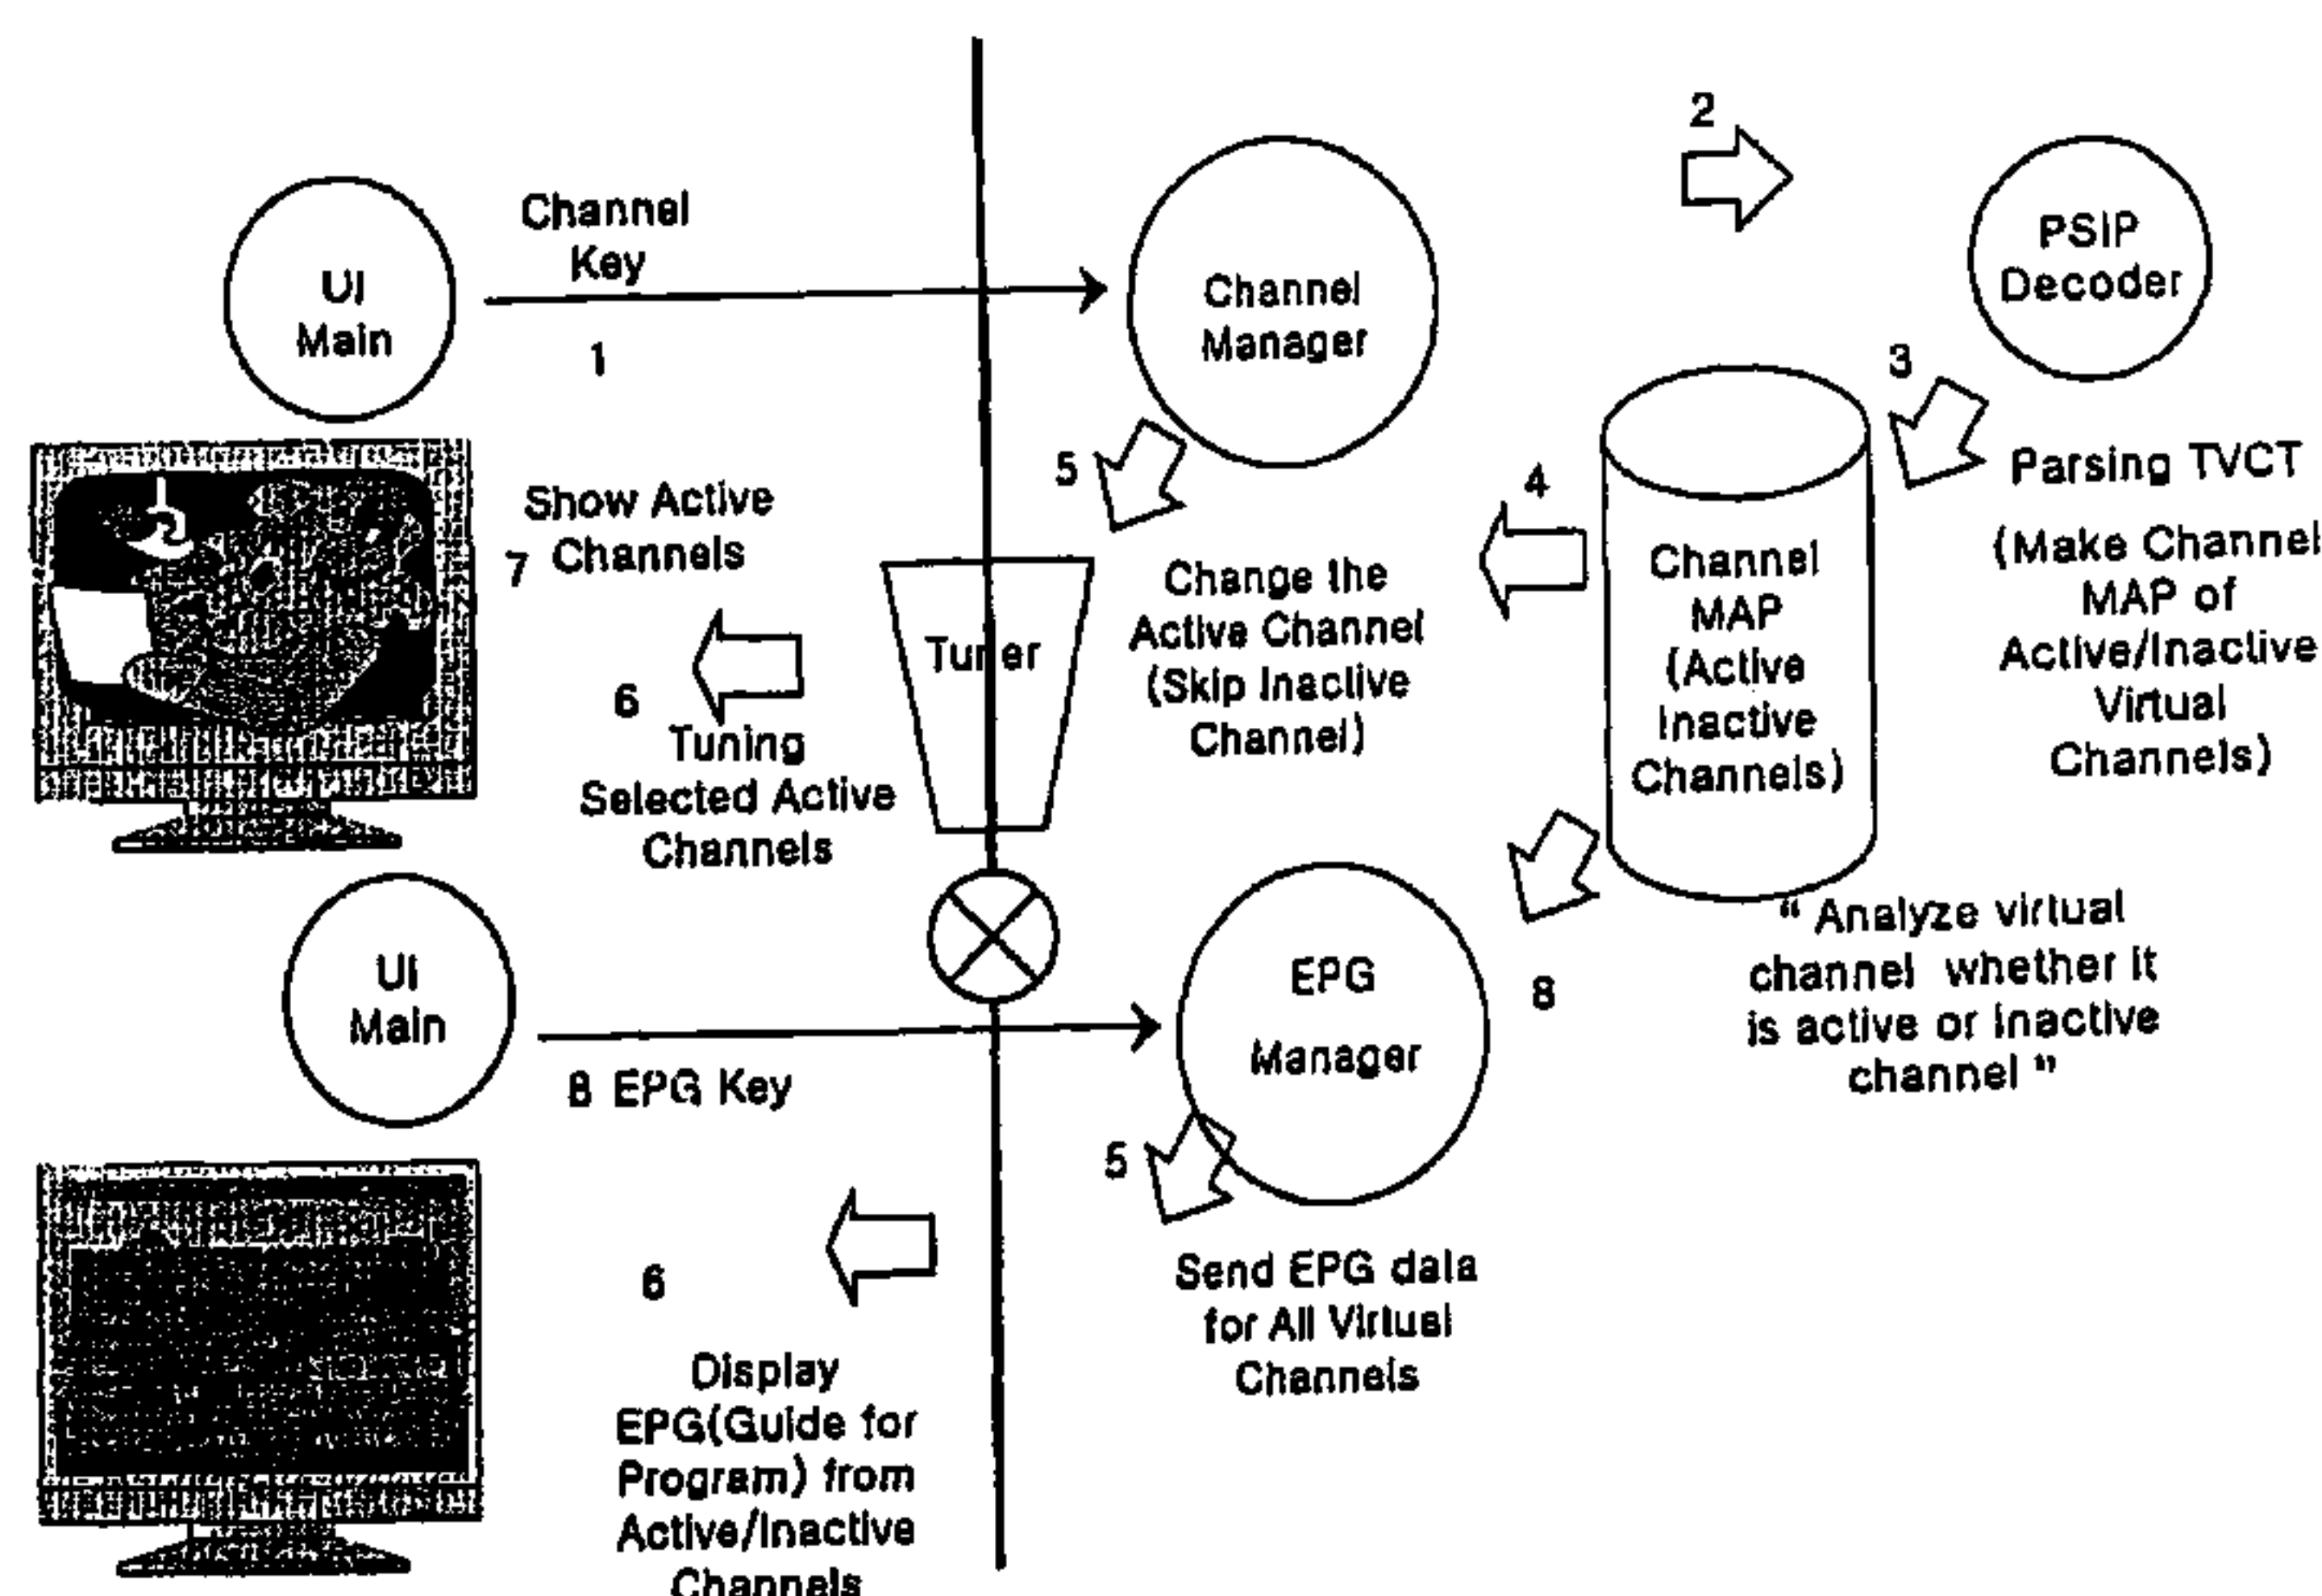 2
UI
Main
Channel
Key
1
Channel
Manager
PSIP
Decoder
3
Parsing TVCT
(Make Channel
MAP of
Active/Inactive
Virtual
Channels)
4
Channel
MAP
(Active
Inactive
Channels)
5
Change the
Active Channel
(Skip Inactive
Channel)
Tuner
Show Active
7 Channels
6
Tuning
Selected Active
Channels
UI
Main
8 EPG Key
EPG
Manager
8
“ Analyze virtual
channel whether it
is active or inactive
channel ”
5
Send EPG data
for All Virtual
Channels
6
Display
EPG(Guide for
Program) from
Active/Inactive
Channels